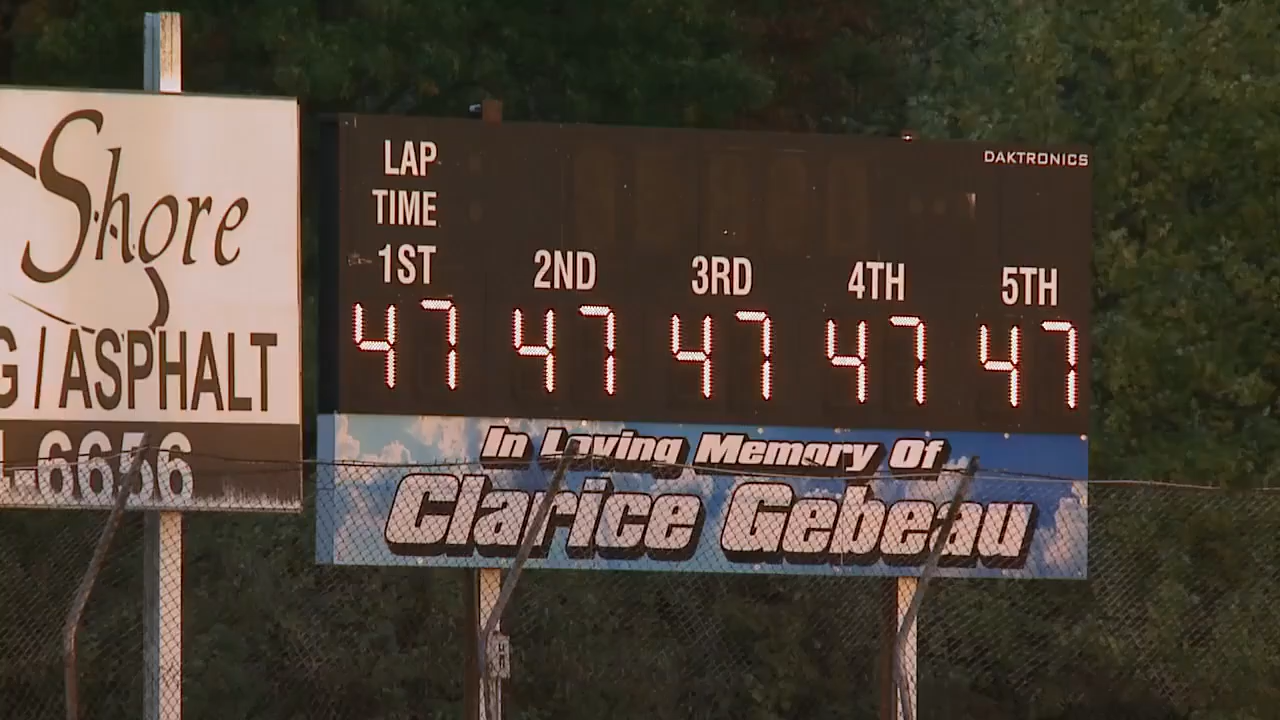 Shore
G / ASPHALT
-6656
LAP
TIME
DAKTRONICS
1ST 2ND 3RD 4TH 5TH
47 47 47 47 47
In Loving Memory Of
Clarice Gebeau